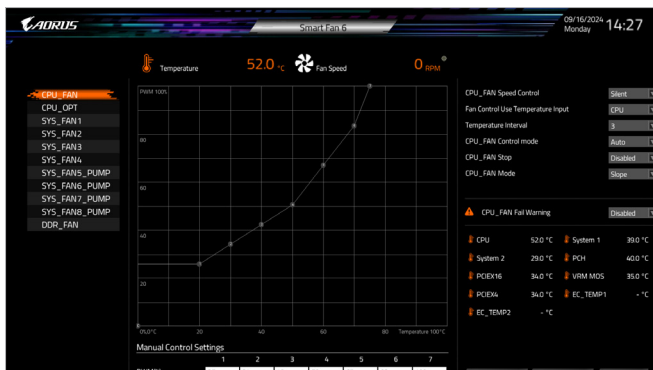 AORUS
Smart Fan 6
09/16/2024
Monday
14:27
Temperature 52.0 °C Fan Speed 0 RPM
CPU_FAN
CPU_OPT
SYS_FAN1
SYS_FAN2
SYS_FAN3
SYS_FAN4
SYS_FAN5_PUMP
SYS_FAN6_PUMP
SYS_FAN7_PUMP
SYS_FAN8_PUMP
DDR_FAN
PWM 100%
80
60
40
20
0%,0°C 20 40 60 80 Temperature 100°C
Manual Control Settings
1 2 3 4 5 6 7
CPU_FAN Speed Control Silent
Fan Control Use Temperature Input CPU
Temperature Interval 3
CPU_FAN Control mode Auto
CPU_FAN Stop Disabled
CPU_FAN Mode Slope
CPU_FAN Fail Warning Disabled
CPU 52.0 °C System 1 39.0 °C
System 2 29.0 °C PCH 40.0 °C
PCIEX16 34.0 °C VRM MOS 35.0 °C
PCIEX4 34.0 °C EC_TEMP1 - °C
EC_TEMP2 - °C